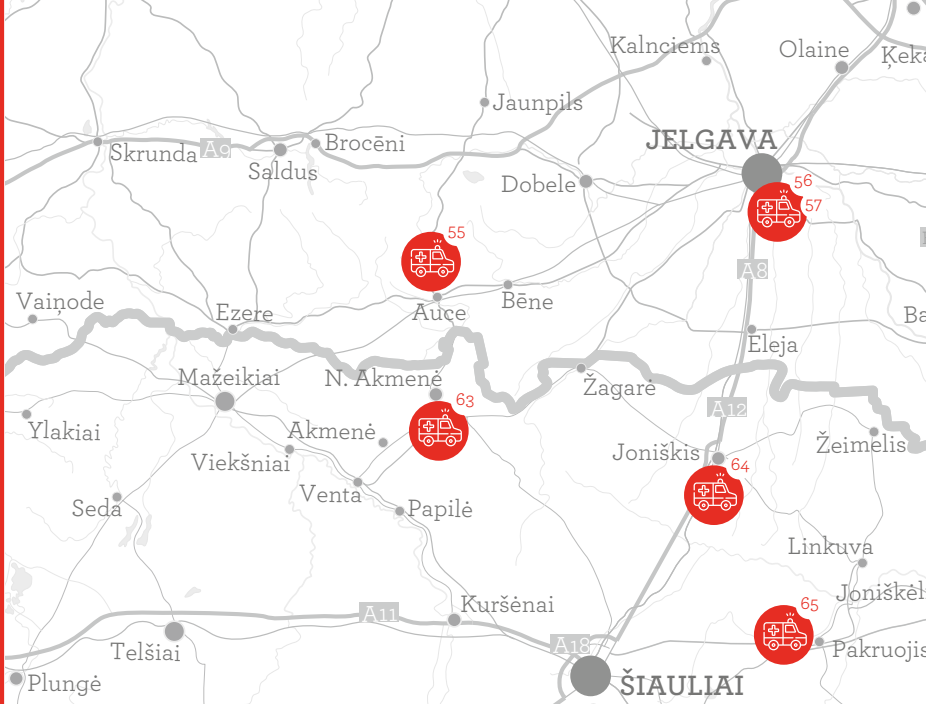 Kalnciems
Olaine
Ķeka
Jaunpils
JELGAVA
Skrunda
A9
Brocēni
Saldus
Dobele
56
57
55
A8
Vaiņode
Ezere
Auce
Bēne
Ba
Eleja
Mažeikiai
N. Akmenė
Žagarė
63
A12
Ylakiai
Akmenė
Joniškis
Žeimelis
Viekšniai
64
Venta
Seda
Papilė
Linkuva
Joniškėl
A11
Kuršėnai
65
Telšiai
A18
Pakruojis
Plungė
ŠIAULIAI